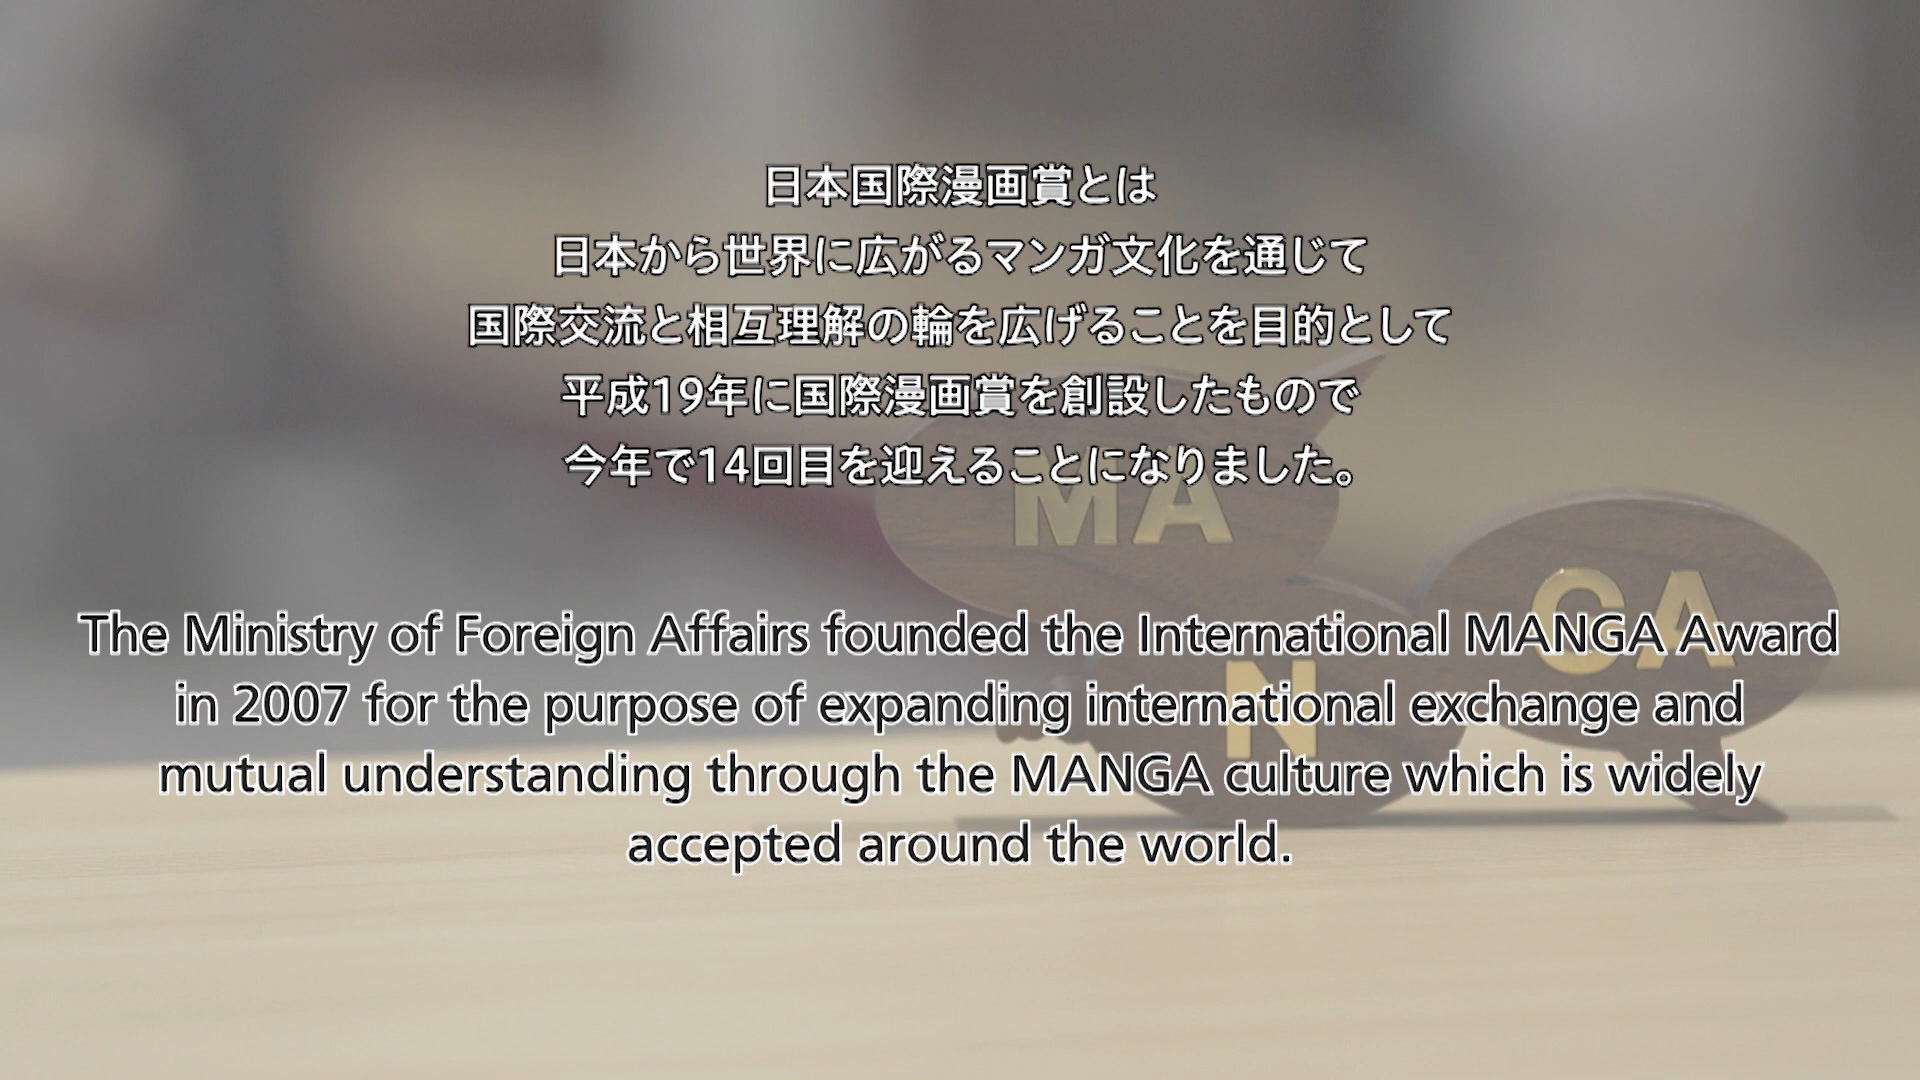 日本国際漫画賞とは
日本から世界に広がるマンガ文化を通じて
国際交流と相互理解の輪を広げることを目的として
平成19年に国際漫画賞を創設したもので
今年で14回目を迎えることになりました。
The Ministry of Foreign Affairs founded the International MANGA Award
in 2007 for the purpose of expanding international exchange and
mutual understanding through the MANGA culture which is widely
accepted around the world.
MA
N
GA